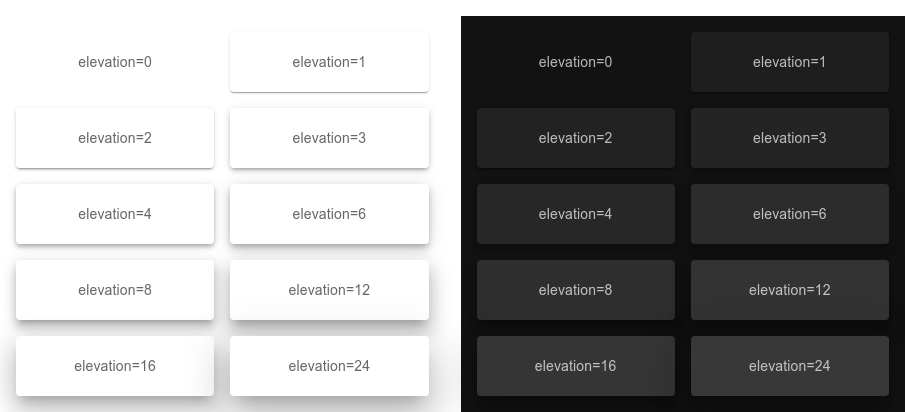 elevation=0
elevation=1
elevation=2
elevation=3
elevation=4
elevation=6
elevation=8
elevation=12
elevation=16
elevation=24
elevation=0
elevation=1
elevation=2
elevation=3
elevation=4
elevation=6
elevation=8
elevation=12
elevation=16
elevation=24